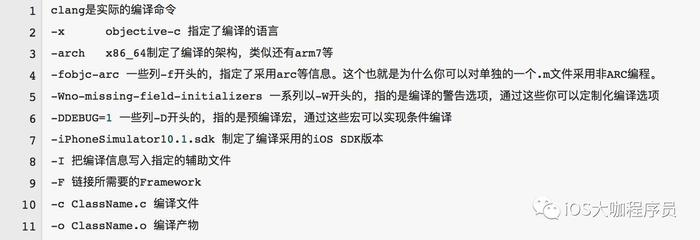 1 clang是实际的编译命令
2 -x objective-c 指定了编译的语言
3 -arch x86_64制定了编译的架构，类似还有arm7等
4 -fobjc-arc 一些列-f开头的，指定了采用arc等信息。这个也就是为什么你可以对单独的一个.m文件采用非ARC编程。
5 -Wno-missing-field-initializers 一系列以-W开头的，指的是编译的警告选项，通过这些你可以定制化编译选项
6 -DDEBUG=1 一些列-D开头的，指的是预编译宏，通过这些宏可以实现条件编译
7 -iPhoneSimulator10.1.sdk 制定了编译采用的iOS SDK版本
8 -I 把编译信息写入指定的辅助文件
9 -F 链接所需要的Framework
10 -c ClassName.c 编译文件
11 -o ClassName.o 编译产物
iOS大咖程序员